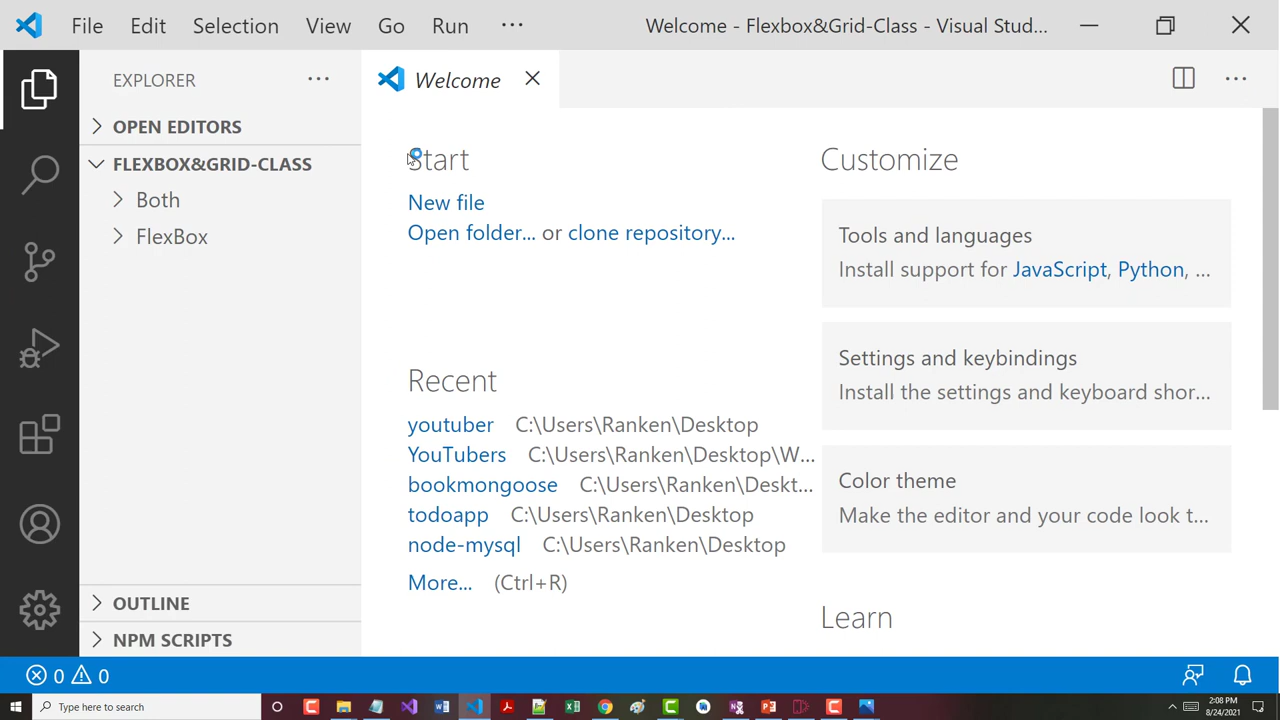 File Edit Selection View Go Run ··· Welcome - Flexbox&Grid-Class - Visual Stud...
EXPLORER ···
Welcome
OPEN EDITORS
FLEXBOX&GRID-CLASS
Both
FlexBox
OUTLINE
NPM SCRIPTS
Start
New file
Open folder... or clone repository...
Recent
youtuber C:\Users\Ranken\Desktop
YouTubers C:\Users\Ranken\Desktop\W...
bookmongoose C:\Users\Ranken\Deskt...
todoapp C:\Users\Ranken\Desktop
node-mysql C:\Users\Ranken\Desktop
More... (Ctrl+R)
Customize
Tools and languages
Install support for JavaScript, Python, ...
Settings and keybindings
Install the settings and keyboard shor...
Color theme
Make the editor and your code look t...
Learn
0 0
Type here to search
2:08 PM
8/24/2021